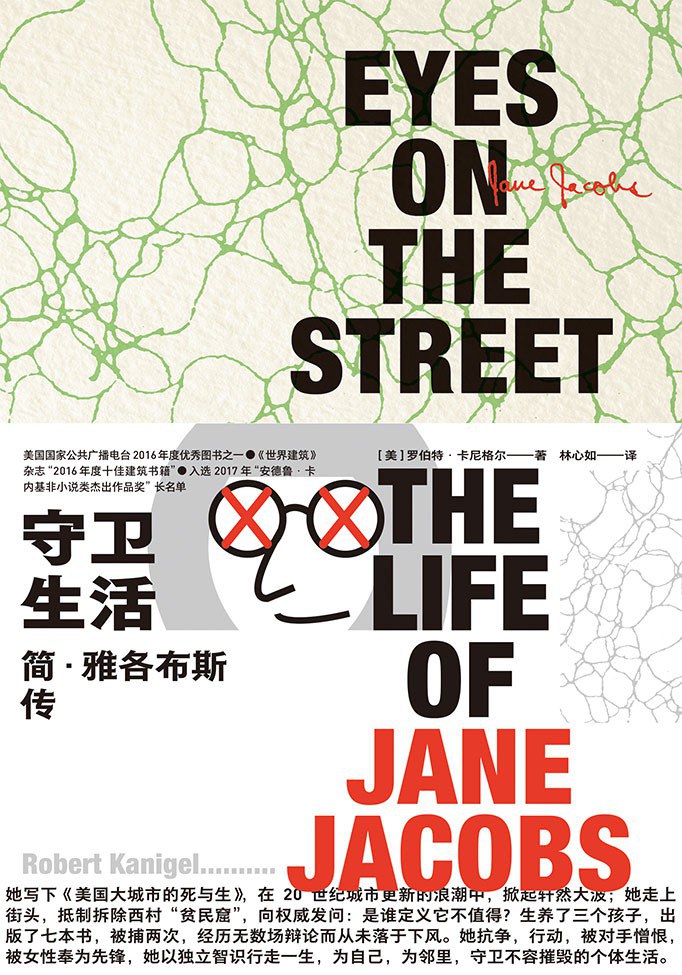 EYES
ON
THE
STREET
Jane Jacobs
美国国家公共广播电台2016年度优秀图书之一●《世界建筑》
杂志“2016年度十佳建筑书籍”●入选2017年“安德鲁·卡
内基非小说类杰出作品奖”长名单
[美]罗伯特·卡尼格尔——著 林心如——译
守卫
生活
简·雅各布斯
传
THE
LIFE
OF
JANE
JACOBS
Robert Kanigel..........
她写下《美国大城市的死与生》，在 20 世纪城市更新的浪潮中，掀起轩然大波；她走上
街头，抵制拆除西村“贫民窟”，向权威发问：是谁定义它不值得？生养了三个孩子，出
版了七本书，被捕两次，经历无数场辩论而从未落于下风。她抗争，行动，被对手憎恨，
被女性奉为先锋，她以独立智识行走一生，为自己，为邻里，守卫不容摧毁的个体生活。